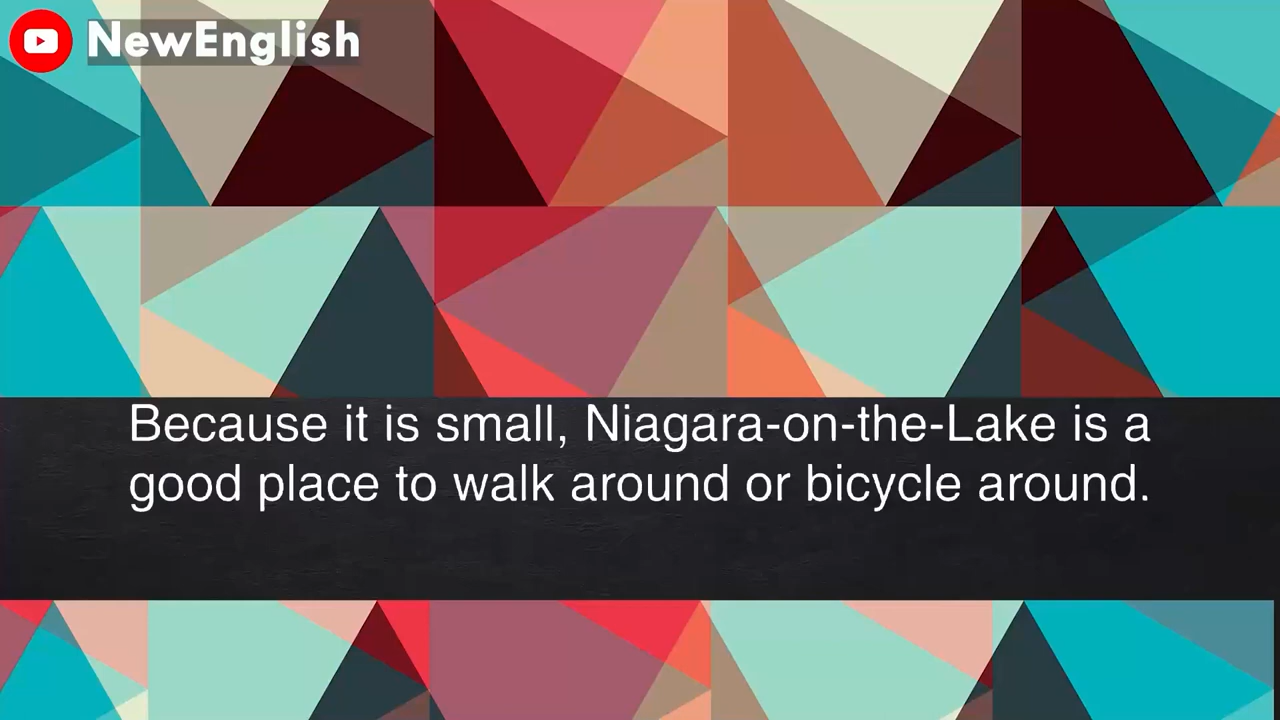 NewEnglish
Because it is small, Niagara-on-the-Lake is a
good place to walk around or bicycle around.